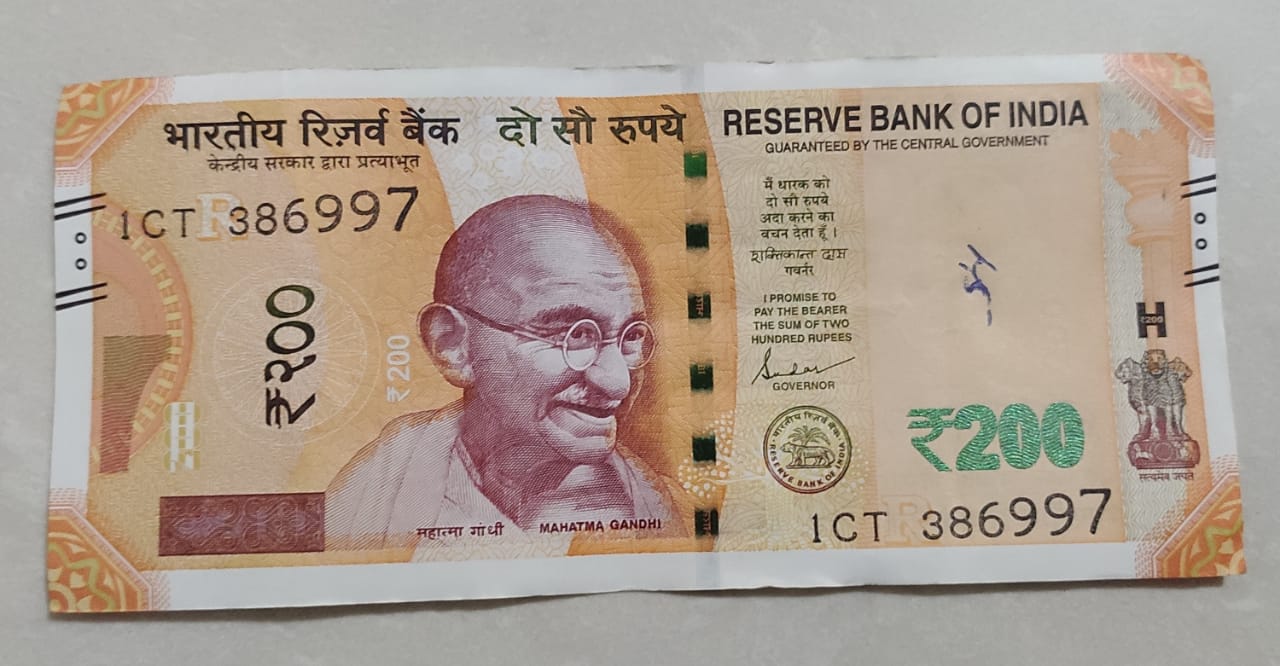 भारतीय रिज़र्व बैंक दो सौ रुपये
केन्द्रीय सरकार द्वारा प्रत्याभूत
1CT 386997
₹२००
₹200
महात्मा गांधी MAHATMA GANDHI
RESERVE BANK OF INDIA
GUARANTEED BY THE CENTRAL GOVERNMENT
मैं धारक को
दो सौ रुपये
अदा करने का
वचन देता हूँ ।
शक्तिकान्त दास
गवर्नर
I PROMISE TO
PAY THE BEARER
THE SUM OF TWO
HUNDRED RUPEES
GOVERNOR
भारतीय रिज़र्व बैंक
RESERVE BANK OF INDIA
₹200
₹200
सत्यमेव जयते
1CT 386997